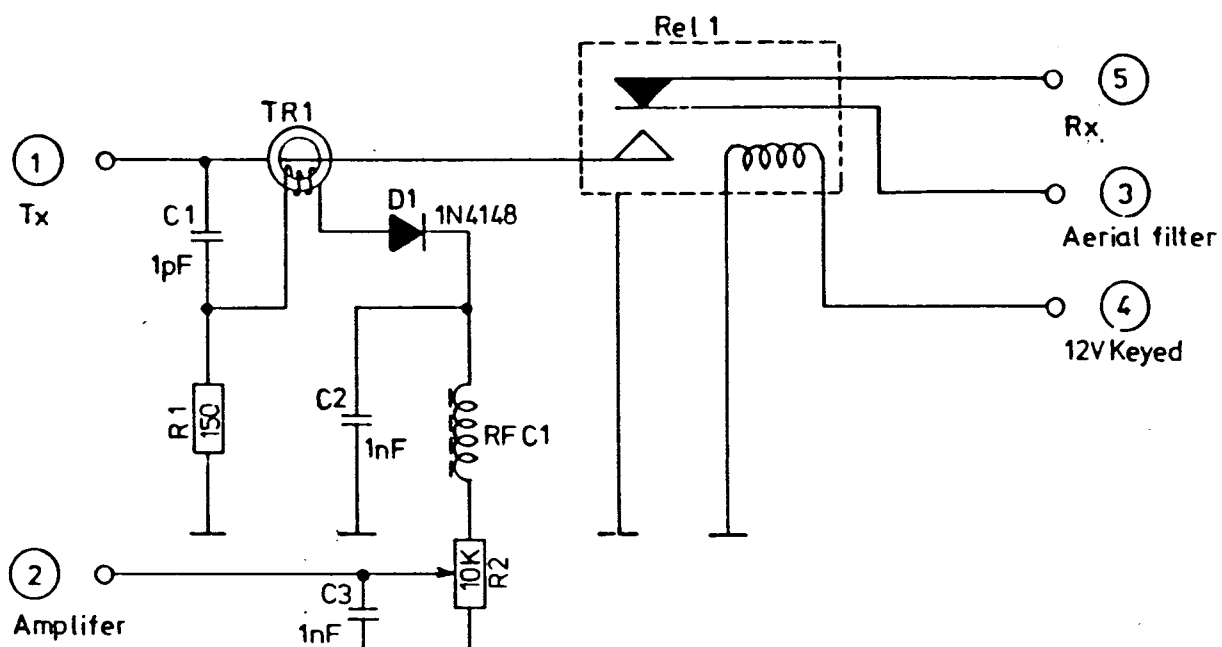 Rel 1
5
Rx
TR1
1
Tx
C1
1pF
D1
1N4148
3
Aerial filter
4
12V Keyed
R1
150
C2
1nF
RFC1
2
Amplifer
C3
1nF
10K
R2